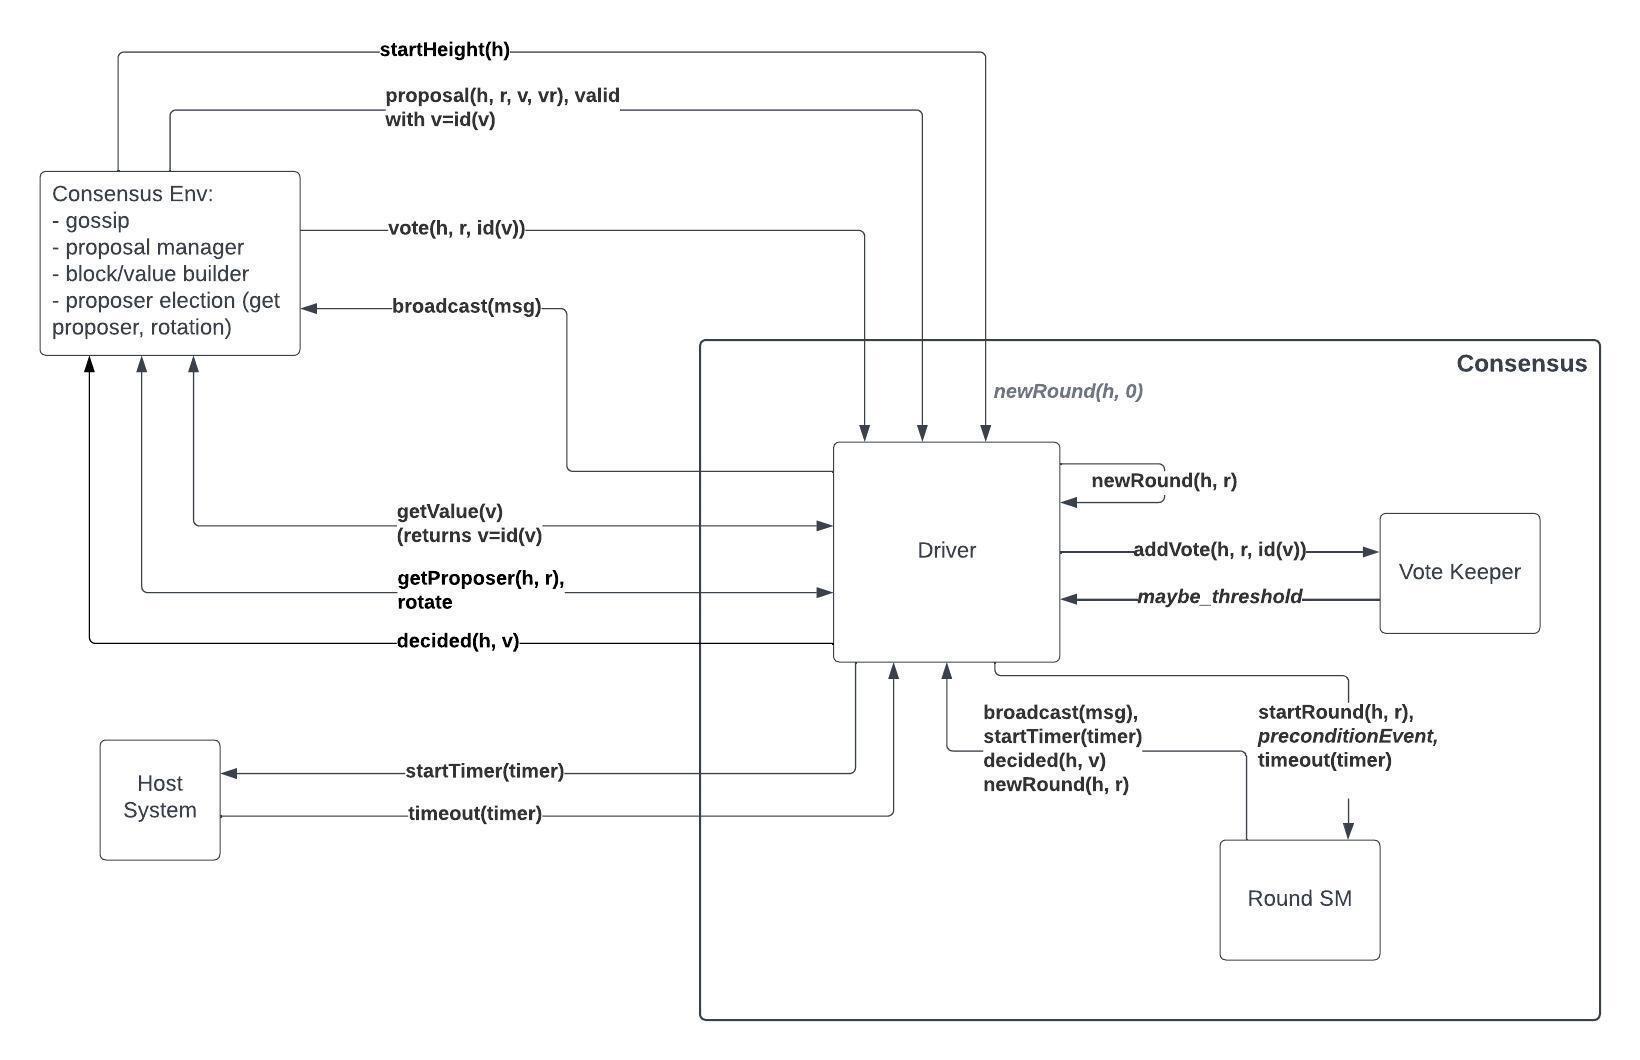 startHeight(h)
proposal(h, r, v, vr), valid
with v=id(v)
Consensus Env:
- gossip
- proposal manager
- block/value builder
- proposer election (get
proposer, rotation)
vote(h, r, id(v))
broadcast(msg)
Consensus
newRound(h, 0)
newRound(h, r)
getValue(v)
(returns v=id(v)
Driver
addVote(h, r, id(v))
Vote Keeper
maybe_threshold
getProposer(h, r),
rotate
decided(h, v)
broadcast(msg),
startTimer(timer)
decided(h, v)
newRound(h, r)
startRound(h, r),
preconditionEvent,
timeout(timer)
Host
System
startTimer(timer)
timeout(timer)
Round SM